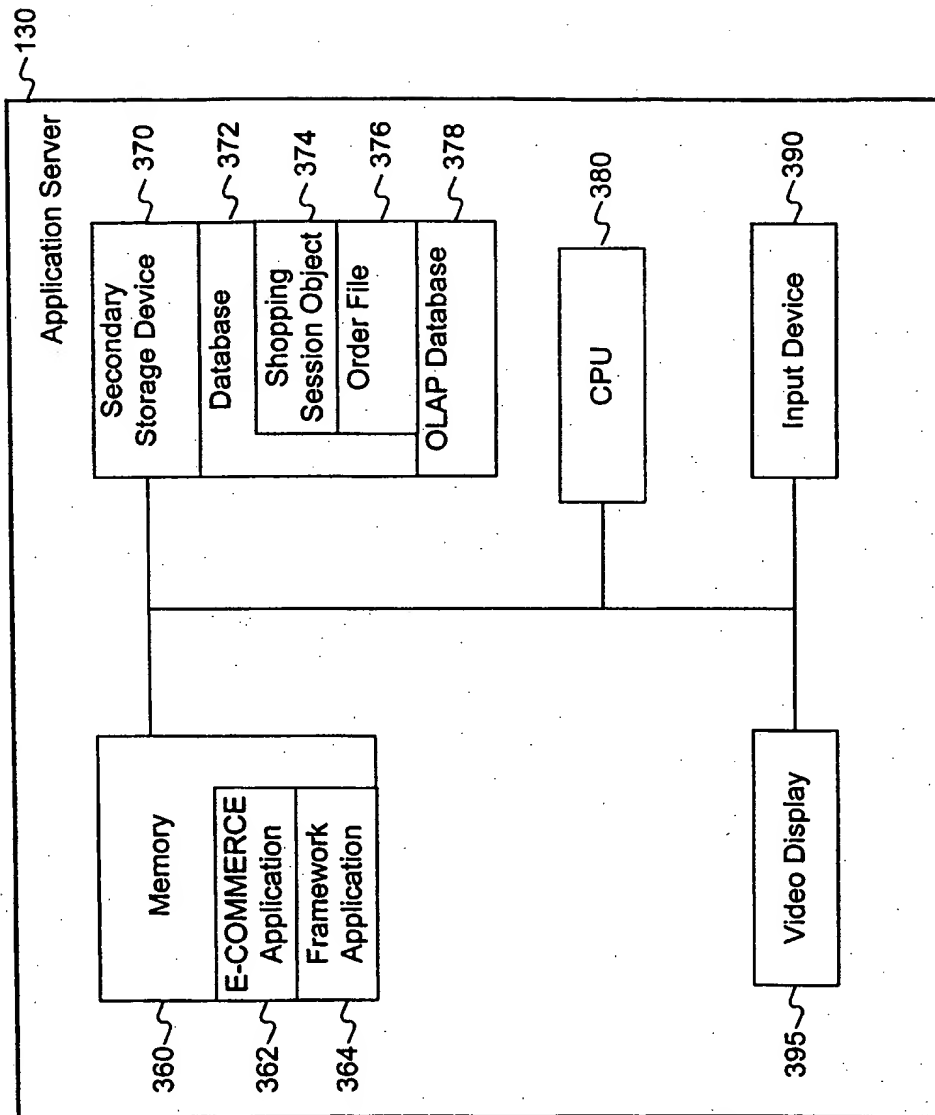 130
Application Server
Memory
E-COMMERCE
Application
Framework
Application
360
362
364
Secondary
Storage Device
370
Database
372
Shopping
Session Object
374
Order File
376
OLAP Database
378
CPU
380
Video Display
395
Input Device
390